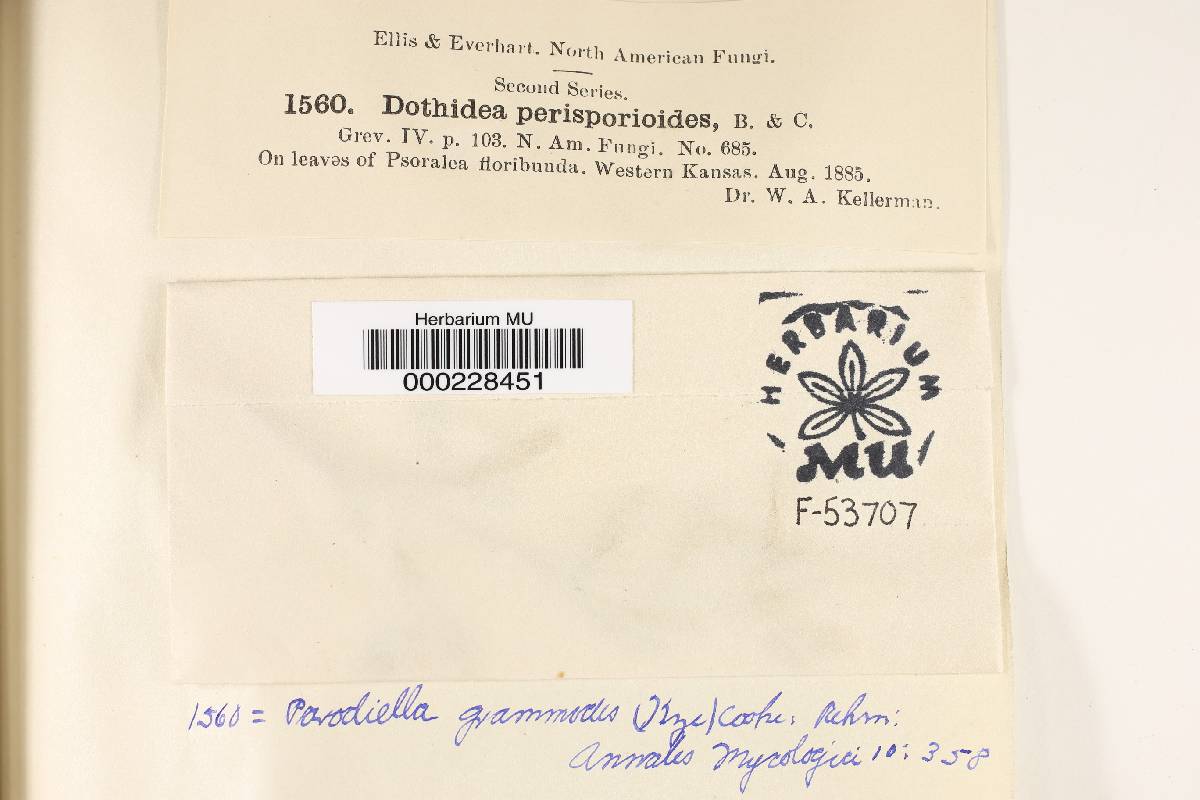 Ellis & Everhart. North American Fungi.
Second Series.
1560. Dothidea perisporioides, B. & C.
Grev. IV. p. 103. N. Am. Fungi. No. 685.
On leaves of Psoralea floribunda. Western Kansas. Aug. 1885.
Dr. W. A. Kellerman.
Herbarium MU
000228451
HERBARIUM
MU
F-53707
1560 = Parodiella grammodes (Kze) Cooke: Rehm:
Annales Mycologici 10: 358